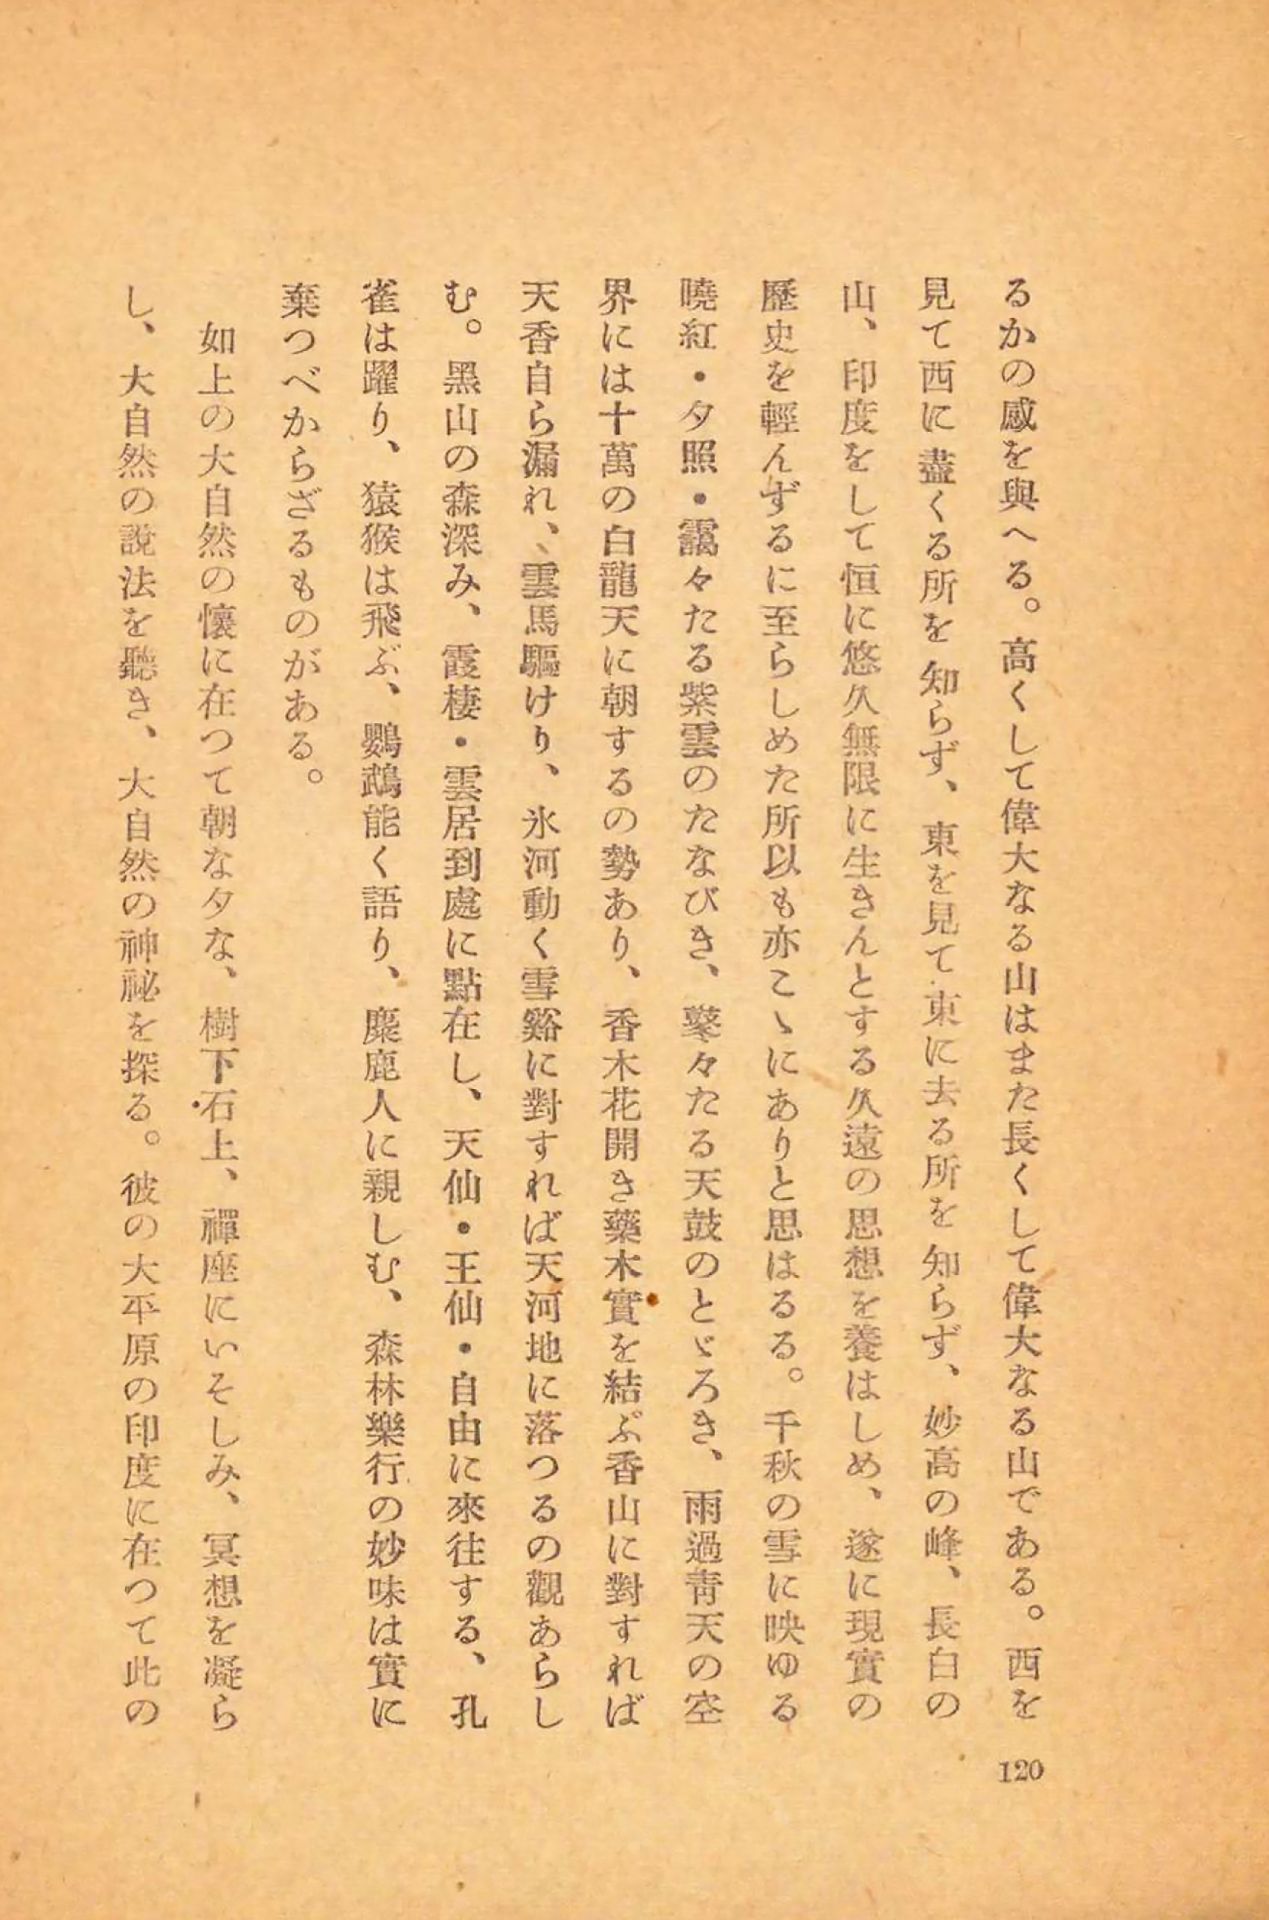 るかの感を與へる。高くして偉大なる山はまた長くして偉大なる山である。西を
見て西に盡くる所を知らず、東を見て東に去る所を知らず、妙高の峰、長白の
山、印度をして恒に悠久無限に生きんとする久遠の思想を養はしめ、遂に現實の
歷史を輕んずるに至らしめた所以も亦こゝにありと思はるる。千秋の雪に映ゆる
曉紅・夕照・靄々たる紫雲のたなびき、鼕々たる天鼓のとゞろき、雨過靑天の空
界には十萬の白龍天に朝するの勢あり、香木花開き藥木實を結ぶ香山に對すれば
天香自ら漏れ、雲馬驅けり、氷河動く雪谿に對すれば天河地に落つるの觀あらし
む。黑山の森深み、霞棲・雲居到處に點在し、天仙・王仙・自由に來往する、孔
雀は躍り、猿猴は飛ぶ、鸚鵡能く語り、麋鹿人に親しむ、森林樂行の妙味は實に
棄つべからざるものがある。
如上の大自然の懷に在つて朝な夕な、樹下石上、禪座にいそしみ、冥想を凝ら
し、大自然の說法を聽き、大自然の神祕を探る。彼の大平原の印度に在つて此の
120